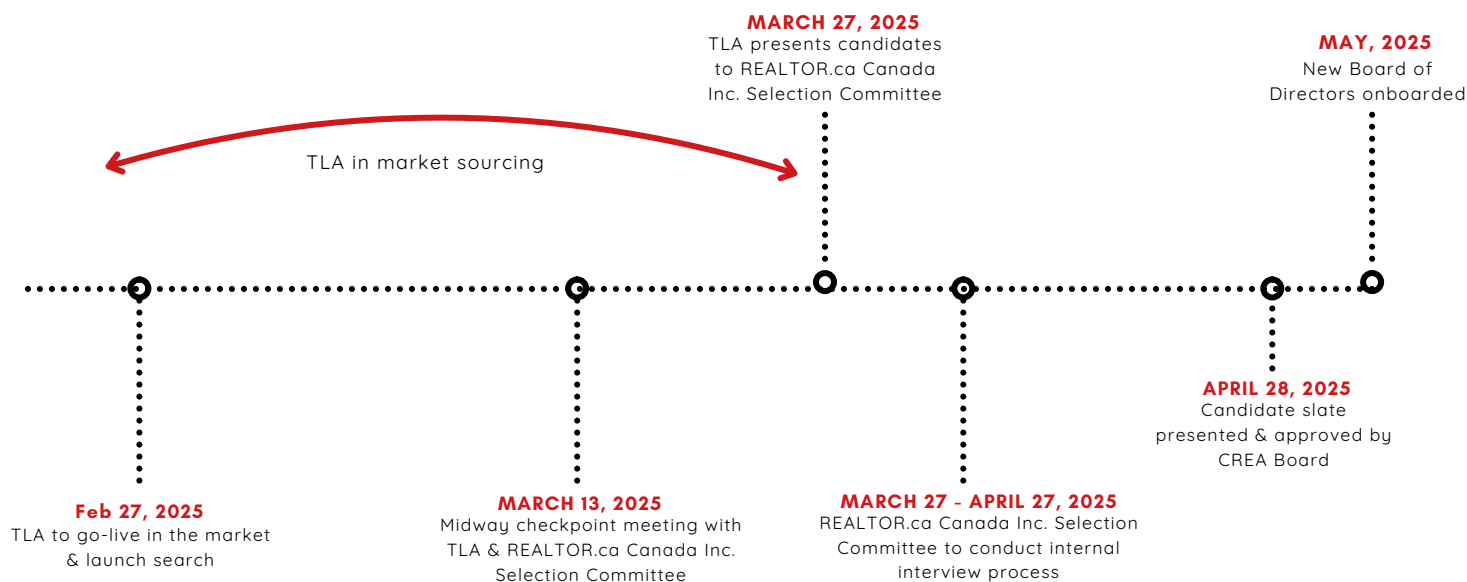 MARCH 27, 2025
TLA presents candidates
to REALTOR.ca Canada
Inc. Selection Committee
MAY, 2025
New Board of
Directors onboarded
TLA in market sourcing
Feb 27, 2025
TLA to go-live in the market
& launch search
MARCH 13, 2025
Midway checkpoint meeting with
TLA & REALTOR.ca Canada Inc.
Selection Committee
MARCH 27 - APRIL 27, 2025
REALTOR.ca Canada Inc. Selection
Committee to conduct internal
interview process
APRIL 28, 2025
Candidate slate
presented & approved by
CREA Board